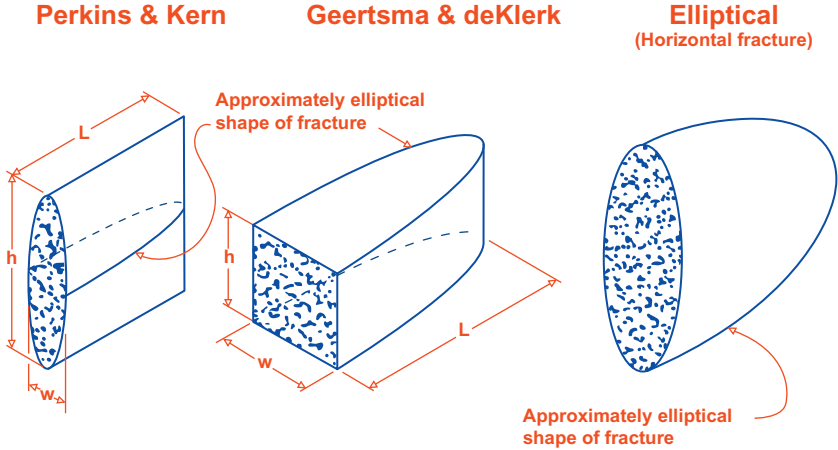 Perkins & Kern
Geertsma & deKlerk
Elliptical
(Horizontal fracture)
Approximately elliptical
shape of fracture
L
h
w
h
w
L
Approximately elliptical
shape of fracture